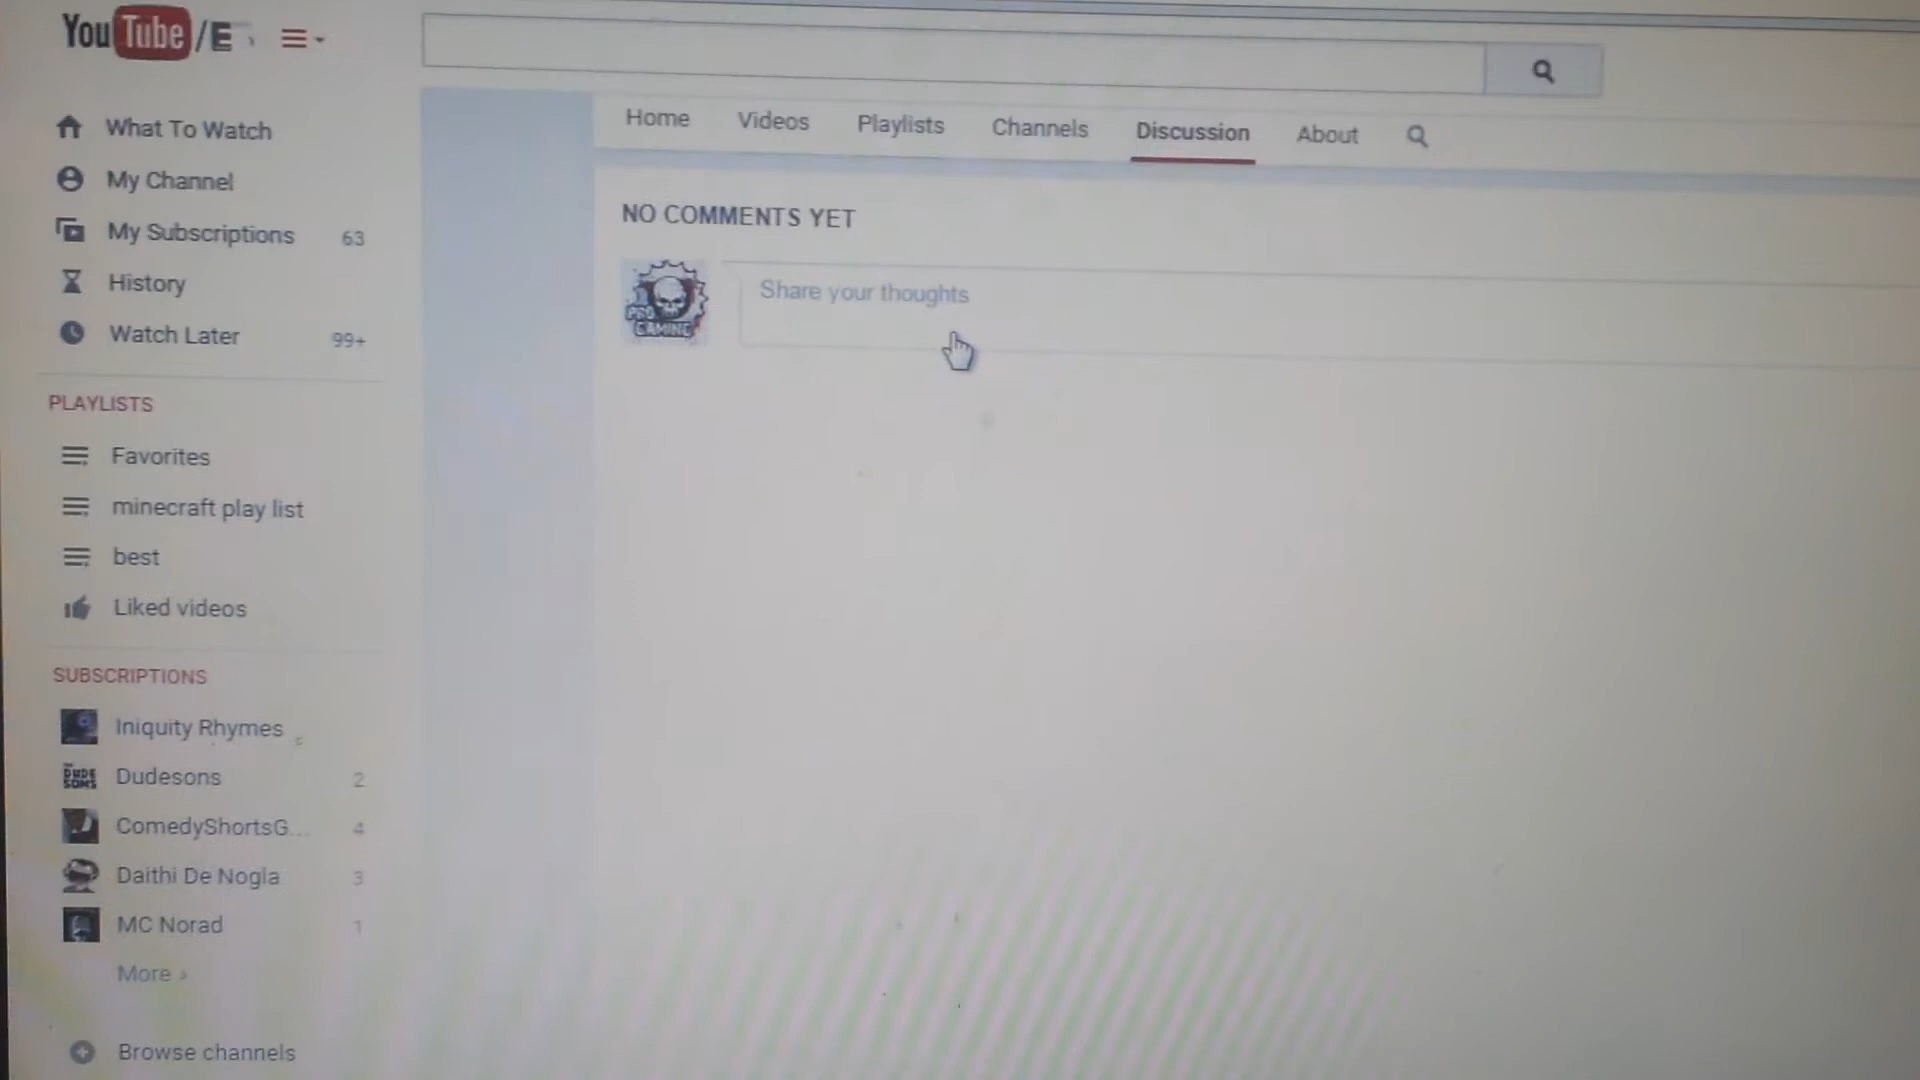 YouTube /E
Home Videos Playlists Channels Discussion About
What To Watch
My Channel
My Subscriptions 63
History
Watch Later 99+
PLAYLISTS
Favorites
minecraft play list
best
Liked videos
SUBSCRIPTIONS
Iniquity Rhymes
Dudesons 2
ComedyShortsG... 4
Daithi De Nogla 3
MC Norad 1
More ›
Browse channels
NO COMMENTS YET
PRO
GAMING
Share your thoughts